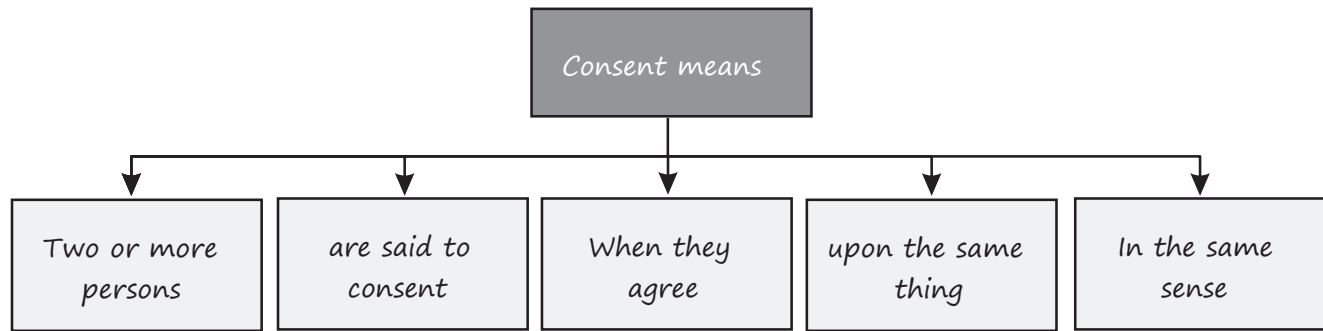 Consent means
Two or more
persons
are said to
consent
When they
agree
upon the same
thing
In the same
sense